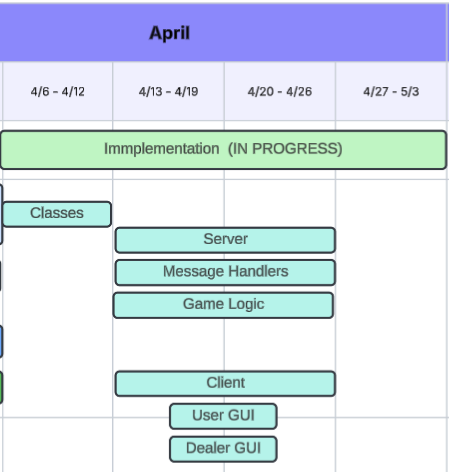 April
4/6 - 4/12
4/13 - 4/19
4/20 - 4/26
4/27 - 5/3
Immplementation (IN PROGRESS)
Classes
Server
Message Handlers
Game Logic
Client
User GUI
Dealer GUI